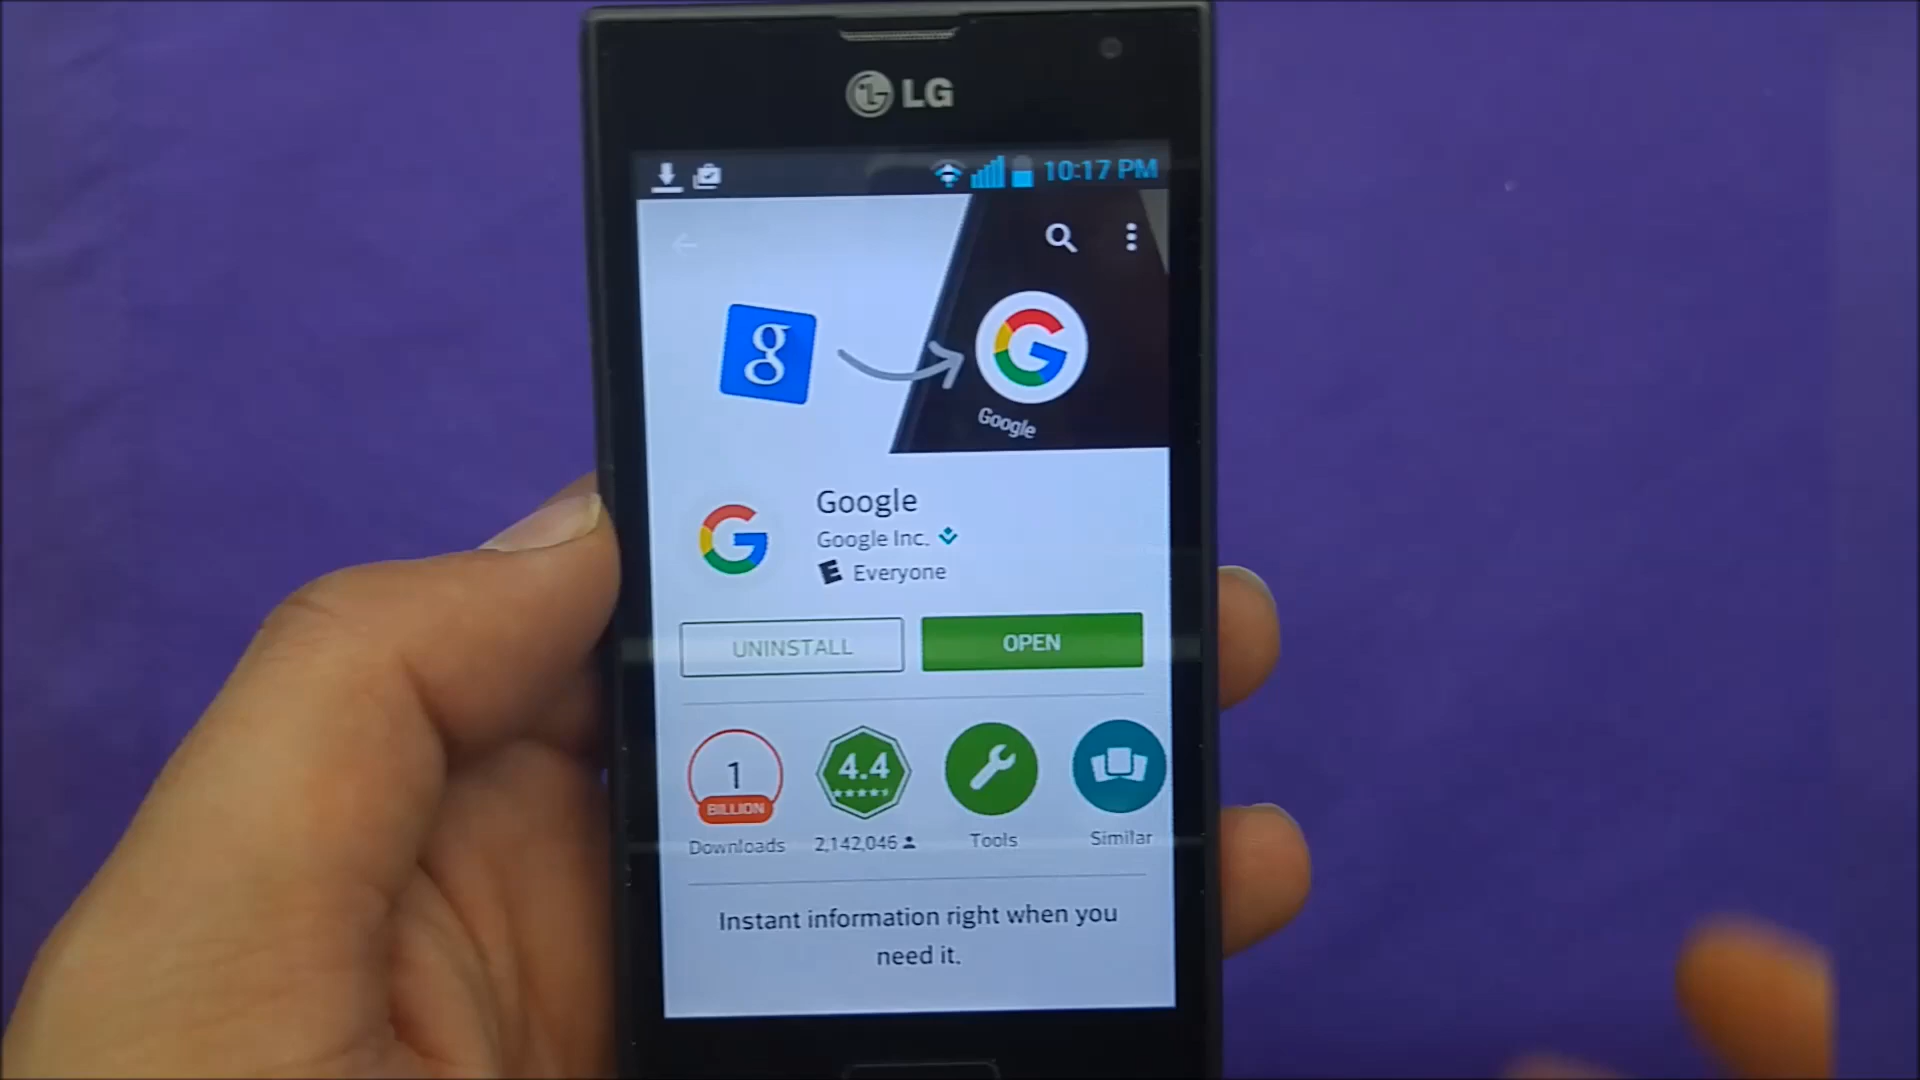 LG
10:17 PM
g
G
Google
G
Google
Google Inc.
E Everyone
UNINSTALL
OPEN
1
BILLION
4.4
Downloads
2,142,046
Tools
Similar
Instant information right when you
need it.